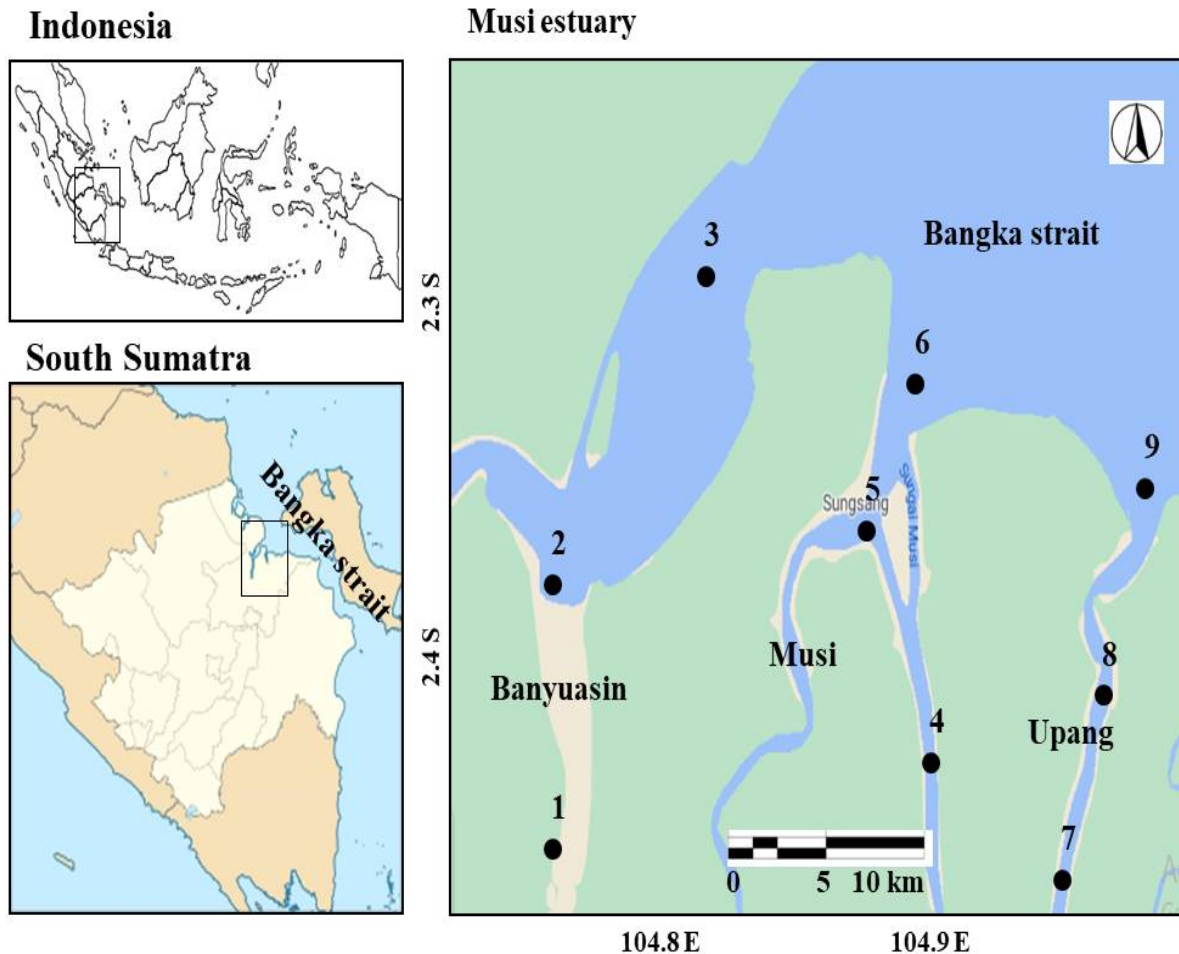 Indonesia
Musi estuary
3
Bangka strait
2.3 S
6
South Sumatra
Bangka strait
9
Sungsang
5
Sungai Musi
2
2.4 S
Musi
8
Banyuasin
Upang
4
1
7
0 5 10 km
104.8 E
104.9 E